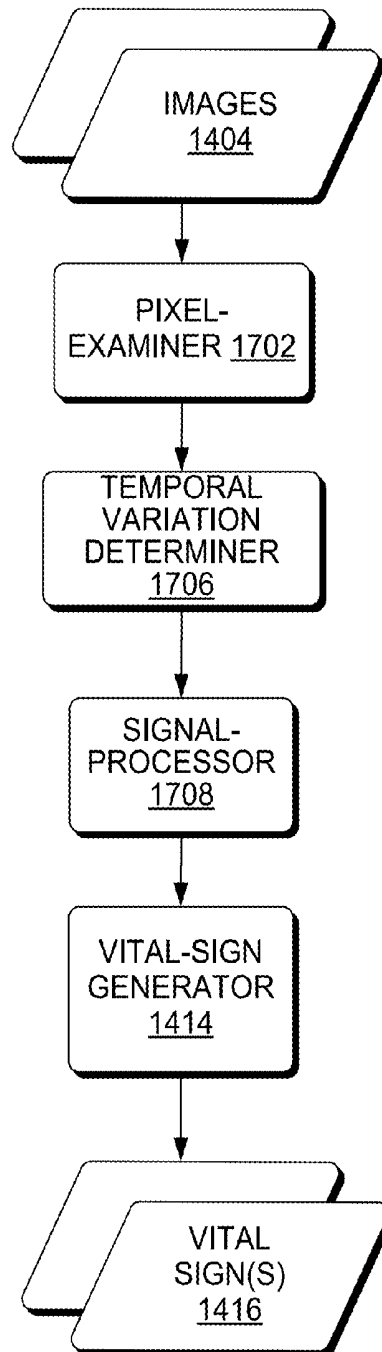 IMAGES
1404
PIXEL-
EXAMINER 1702
TEMPORAL
VARIATION
DETERMINER
1706
SIGNAL-
PROCESSOR
1708
VITAL-SIGN
GENERATOR
1414
VITAL
SIGN(S)
1416